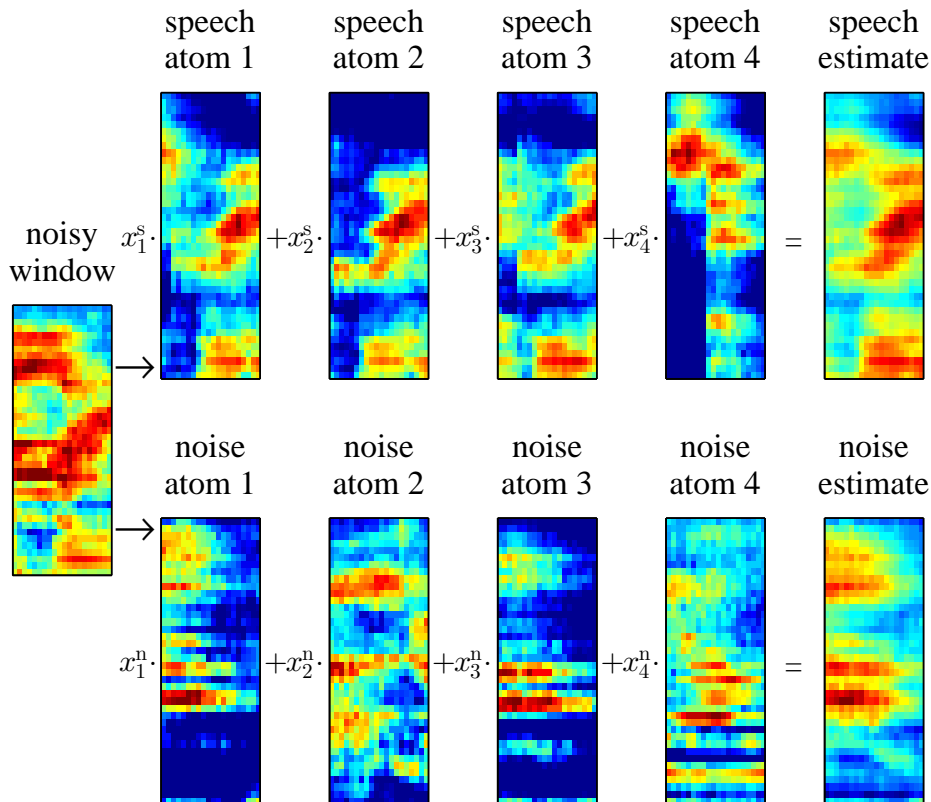 speech atom 1
speech atom 2
speech atom 3
speech atom 4
speech estimate
noisy window
x₁ˢ· +x₂ˢ· +x₃ˢ· +x₄ˢ· =
noise atom 1
noise atom 2
noise atom 3
noise atom 4
noise estimate
x₁ⁿ· +x₂ⁿ· +x₃ⁿ· +x₄ⁿ· =